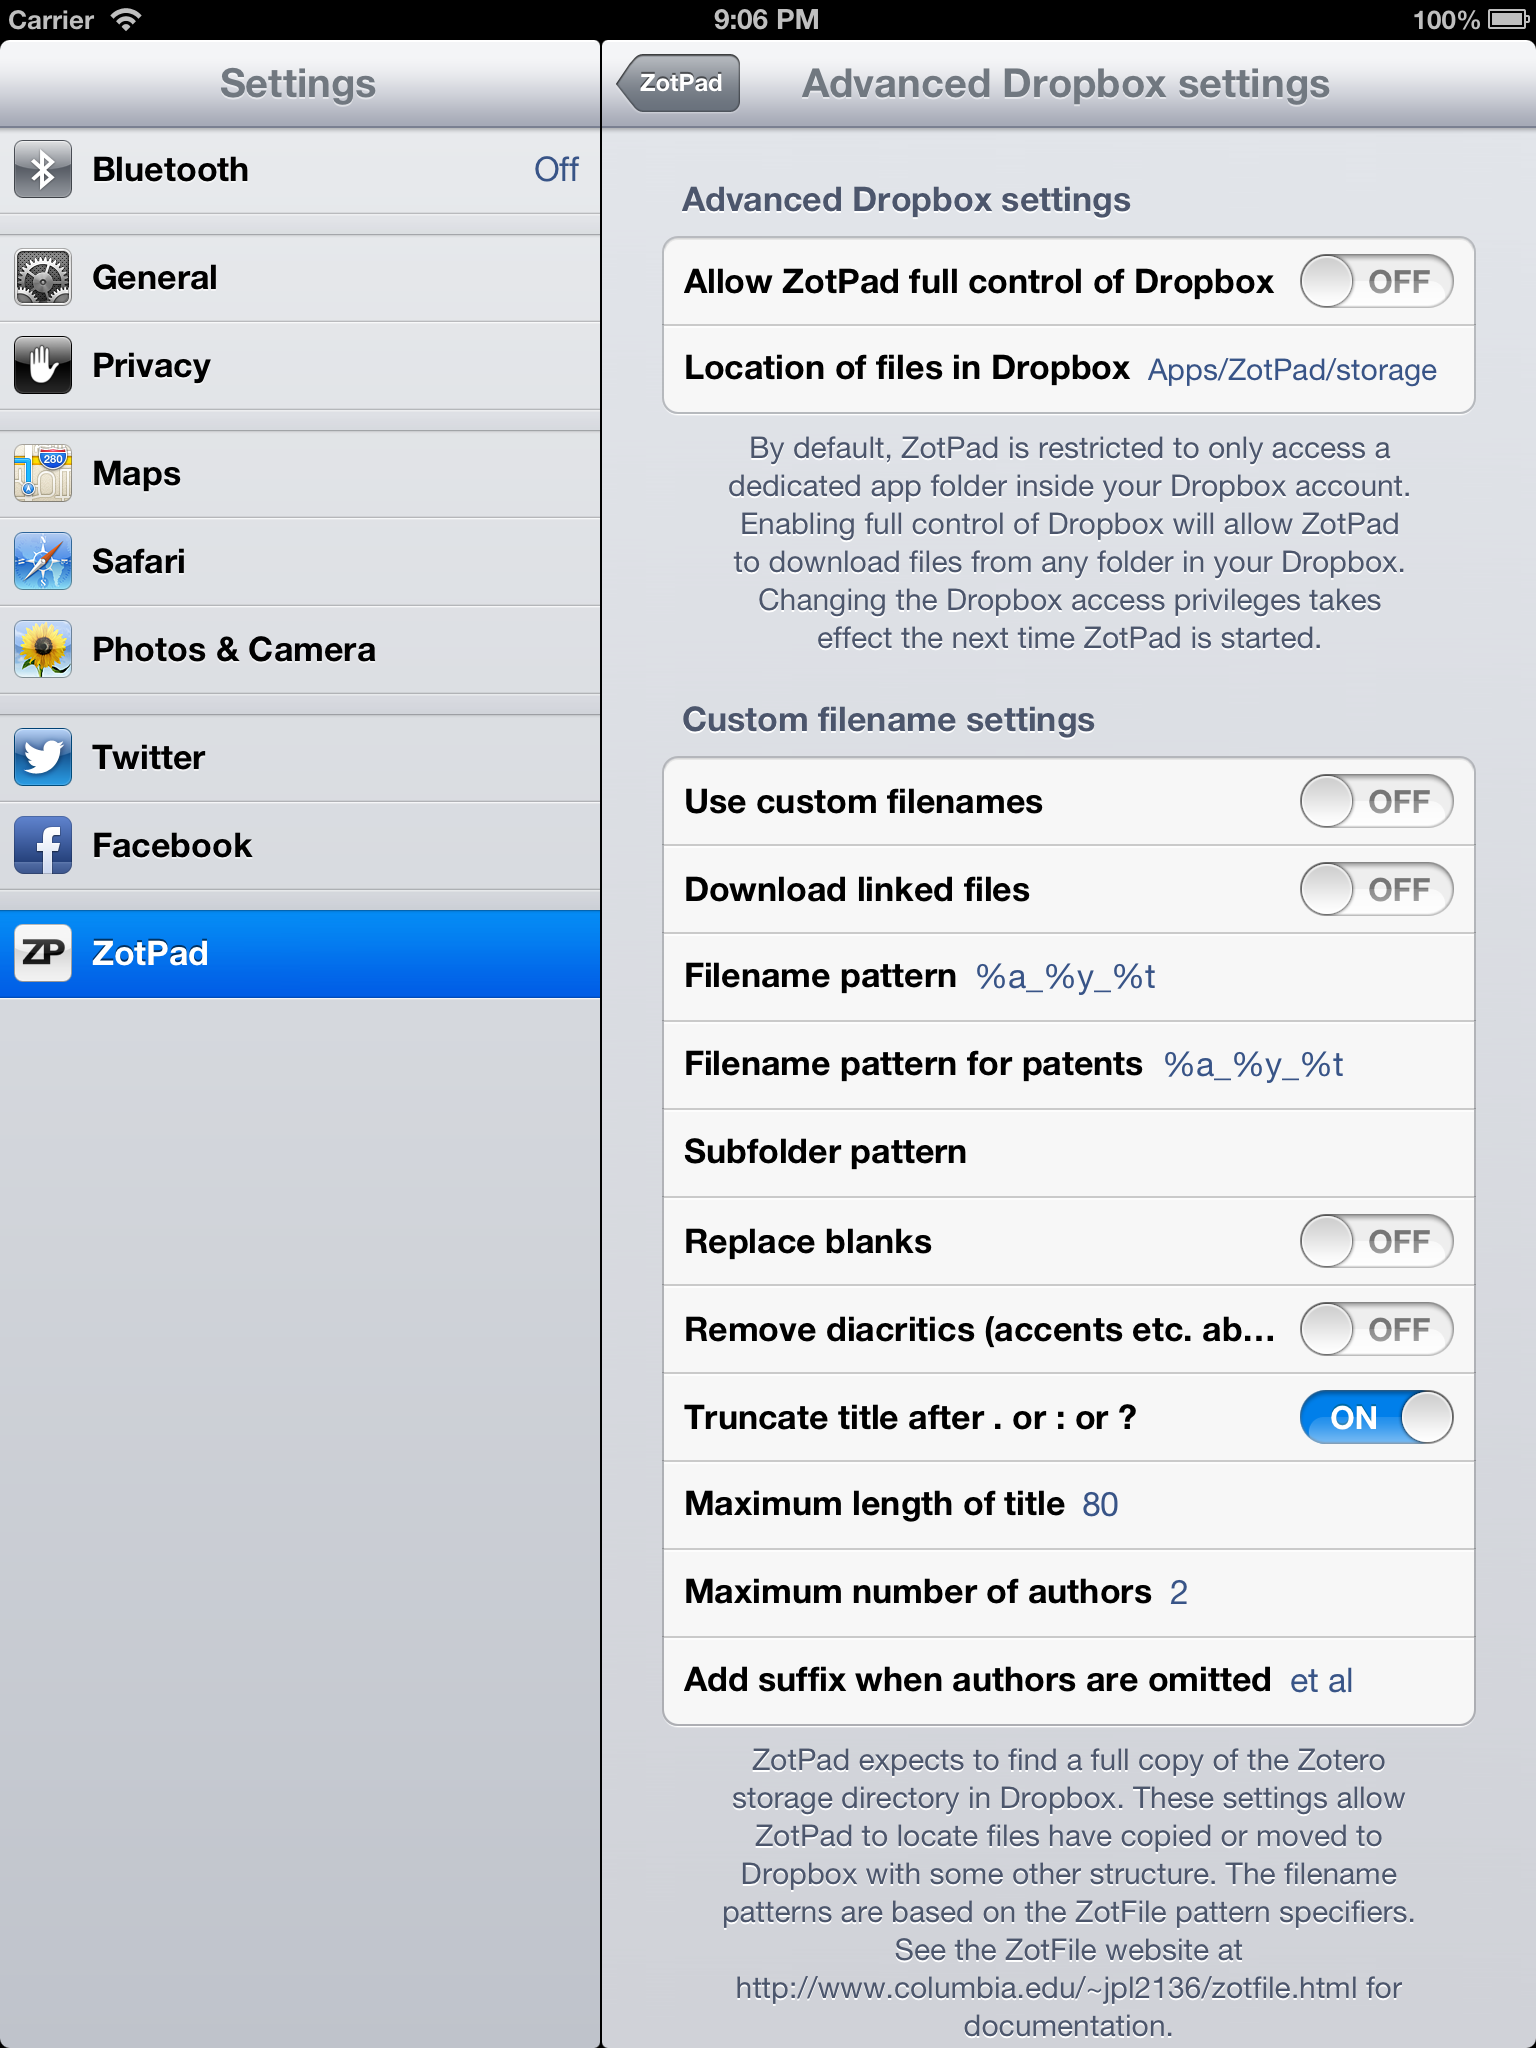 Carrier 9:06 PM 100%
Settings
Bluetooth Off
General
Privacy
280
Maps
Safari
Photos & Camera
Twitter
Facebook
ZP ZotPad
ZotPad Advanced Dropbox settings
Advanced Dropbox settings
Allow ZotPad full control of Dropbox OFF
Location of files in Dropbox Apps/ZotPad/storage
By default, ZotPad is restricted to only access a
dedicated app folder inside your Dropbox account.
Enabling full control of Dropbox will allow ZotPad
to download files from any folder in your Dropbox.
Changing the Dropbox access privileges takes
effect the next time ZotPad is started.
Custom filename settings
Use custom filenames OFF
Download linked files OFF
Filename pattern %a_%y_%t
Filename pattern for patents %a_%y_%t
Subfolder pattern
Replace blanks OFF
Remove diacritics (accents etc. ab... OFF
Truncate title after . or : or ? ON
Maximum length of title 80
Maximum number of authors 2
Add suffix when authors are omitted et al
ZotPad expects to find a full copy of the Zotero
storage directory in Dropbox. These settings allow
ZotPad to locate files have copied or moved to
Dropbox with some other structure. The filename
patterns are based on the ZotFile pattern specifiers.
See the ZotFile website at
http://www.columbia.edu/~jpl2136/zotfile.html for
documentation.